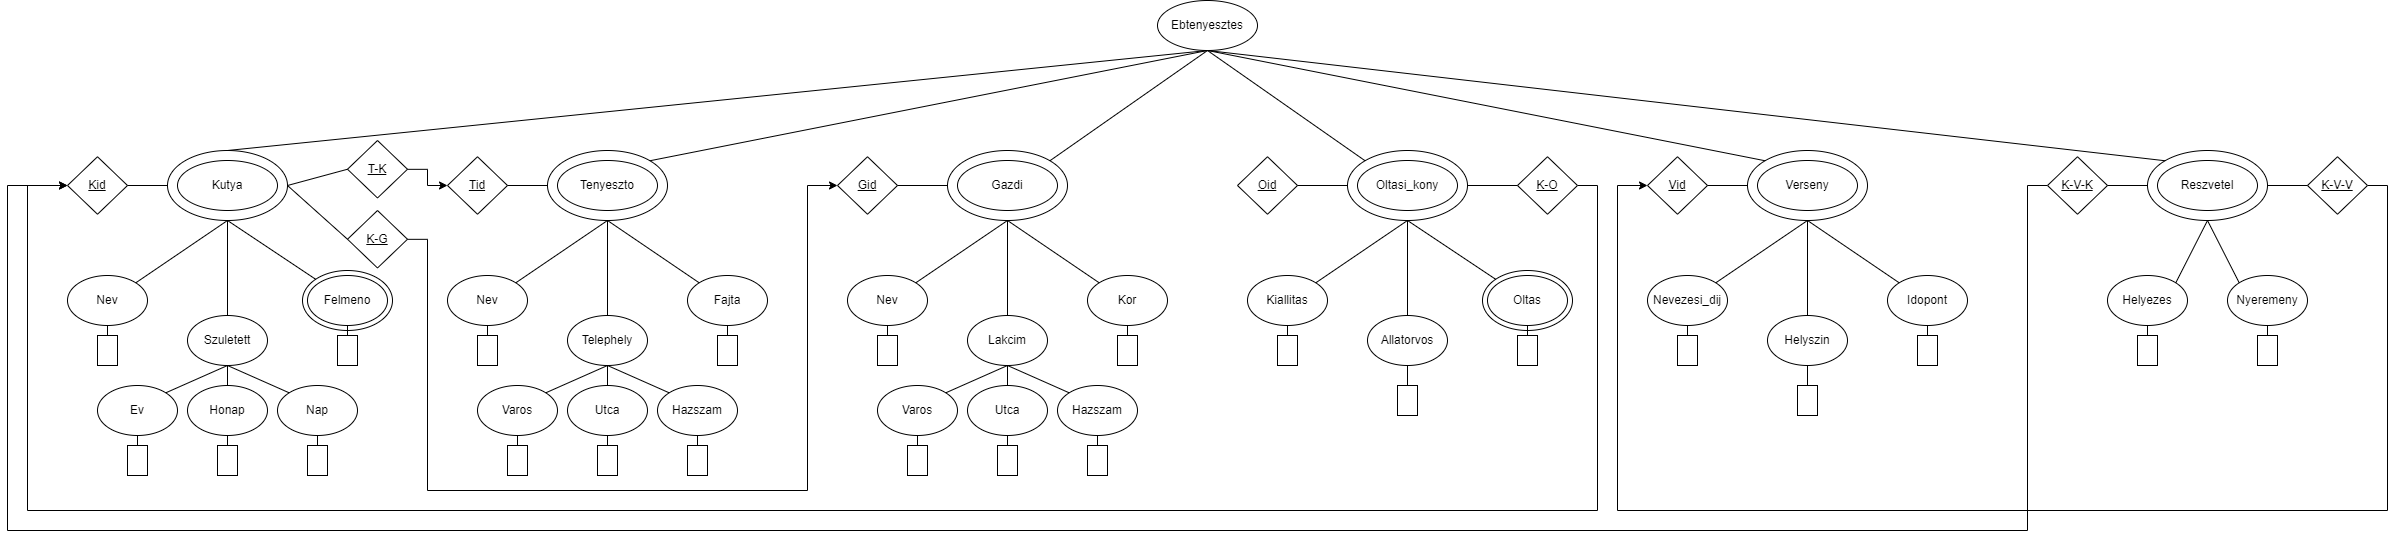 Ebtenyesztes
Kid
Kutya
T-K
K-G
Tid
Tenyeszto
Gid
Gazdi
Oid
Oltasi_kony
K-O
Vid
Verseny
K-V-K
Reszvetel
K-V-V
Nev
Szuletett
Felmeno
Nev
Telephely
Fajta
Nev
Lakcim
Kor
Kiallitas
Allatorvos
Oltas
Nevezesi_dij
Helyszin
Idopont
Helyezes
Nyeremeny
Ev
Honap
Nap
Varos
Utca
Hazszam
Varos
Utca
Hazszam